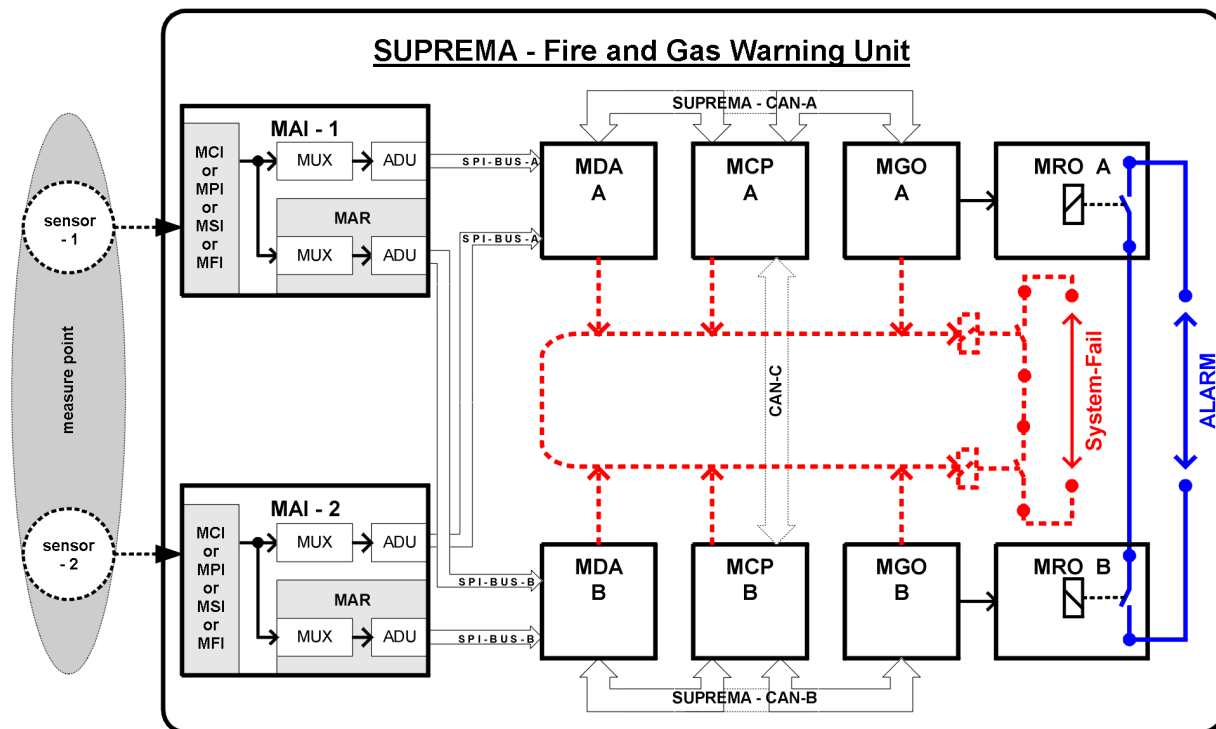 SUPREMA - Fire and Gas Warning Unit
SUPREMA - CAN-A
MAI - 1
MCI
or
MPI
or
MSI
or
MFI
MUX
ADU
MAR
MUX
ADU
SPI-BUS-A
SPI-BUS-A
MDA
A
MCP
A
MGO
A
MRO A
sensor
- 1
measure point
sensor
- 2
CAN-C
System-Fail
ALARM
MAI - 2
MCI
or
MPI
or
MSI
or
MFI
MUX
ADU
MAR
MUX
ADU
SPI-BUS-B
SPI-BUS-B
MDA
B
MCP
B
MGO
B
MRO B
SUPREMA - CAN-B